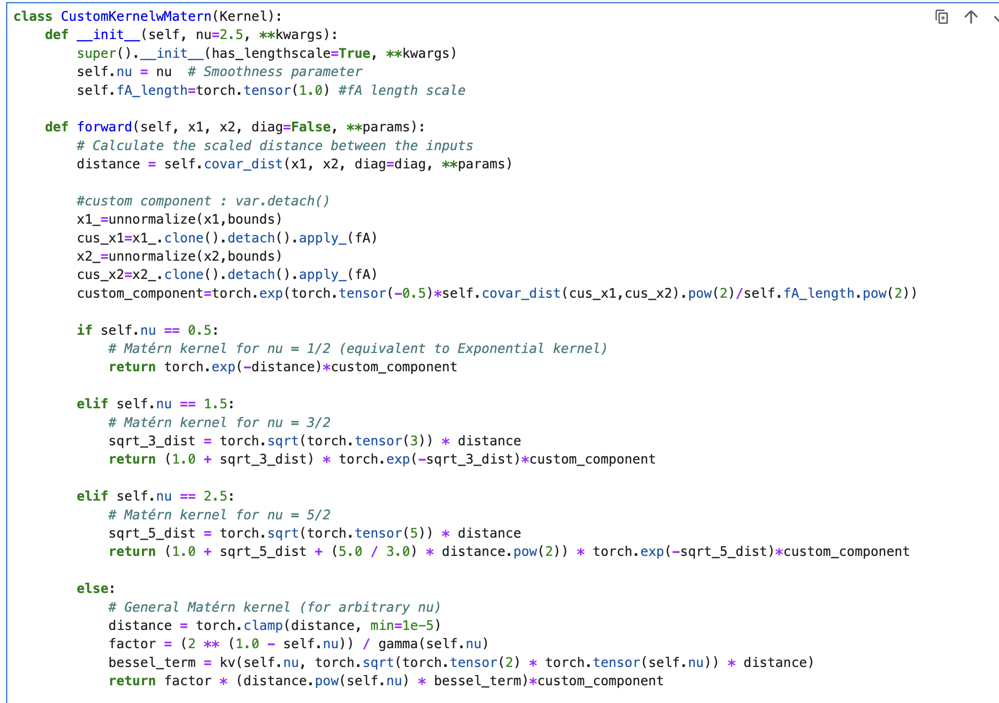 class CustomKernelwMatern(Kernel):
    def __init__(self, nu=2.5, **kwargs):
        super().__init__(has_lengthscale=True, **kwargs)
        self.nu = nu  # Smoothness parameter
        self.fA_length=torch.tensor(1.0) #fA length scale

    def forward(self, x1, x2, diag=False, **params):
        # Calculate the scaled distance between the inputs
        distance = self.covar_dist(x1, x2, diag=diag, **params)

        #custom component : var.detach()
        x1_=unnormalize(x1,bounds)
        cus_x1=x1_.clone().detach().apply_(fA)
        x2_=unnormalize(x2,bounds)
        cus_x2=x2_.clone().detach().apply_(fA)
        custom_component=torch.exp(torch.tensor(-0.5)*self.covar_dist(cus_x1,cus_x2).pow(2)/self.fA_length.pow(2))

        if self.nu == 0.5:
            # Matérn kernel for nu = 1/2 (equivalent to Exponential kernel)
            return torch.exp(-distance)*custom_component

        elif self.nu == 1.5:
            # Matérn kernel for nu = 3/2
            sqrt_3_dist = torch.sqrt(torch.tensor(3)) * distance
            return (1.0 + sqrt_3_dist) * torch.exp(-sqrt_3_dist)*custom_component

        elif self.nu == 2.5:
            # Matérn kernel for nu = 5/2
            sqrt_5_dist = torch.sqrt(torch.tensor(5)) * distance
            return (1.0 + sqrt_5_dist + (5.0 / 3.0) * distance.pow(2)) * torch.exp(-sqrt_5_dist)*custom_component

        else:
            # General Matérn kernel (for arbitrary nu)
            distance = torch.clamp(distance, min=1e-5)
            factor = (2 ** (1.0 - self.nu)) / gamma(self.nu)
            bessel_term = kv(self.nu, torch.sqrt(torch.tensor(2) * torch.tensor(self.nu)) * distance)
            return factor * (distance.pow(self.nu) * bessel_term)*custom_component